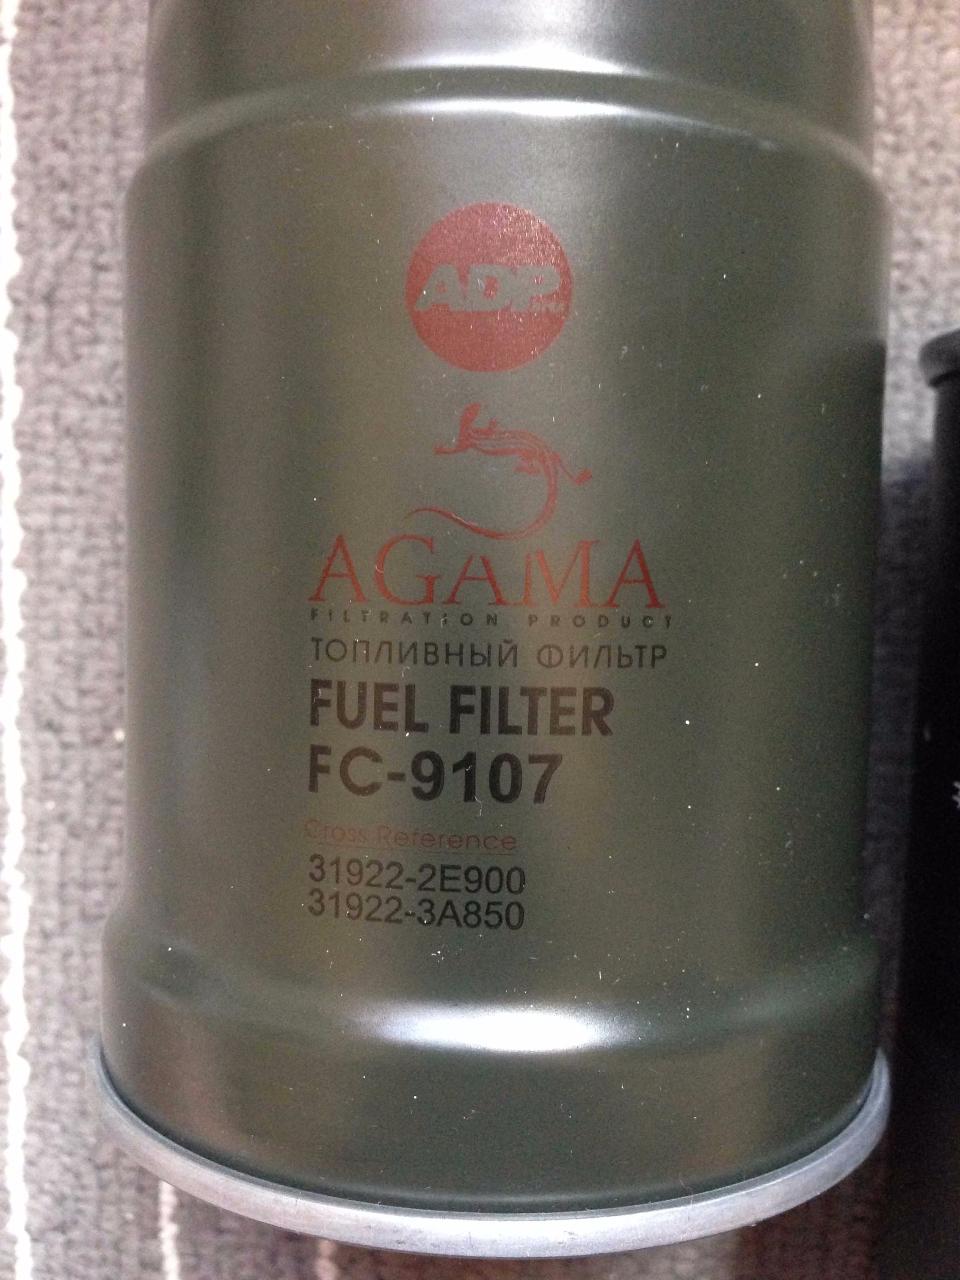 ADP
AGAMA
FILTRATION PRODUCT
ТОПЛИВНЫЙ ФИЛЬТР
FUEL FILTER
FC-9107
Cross Reference
31922-2E900
31922-3A850